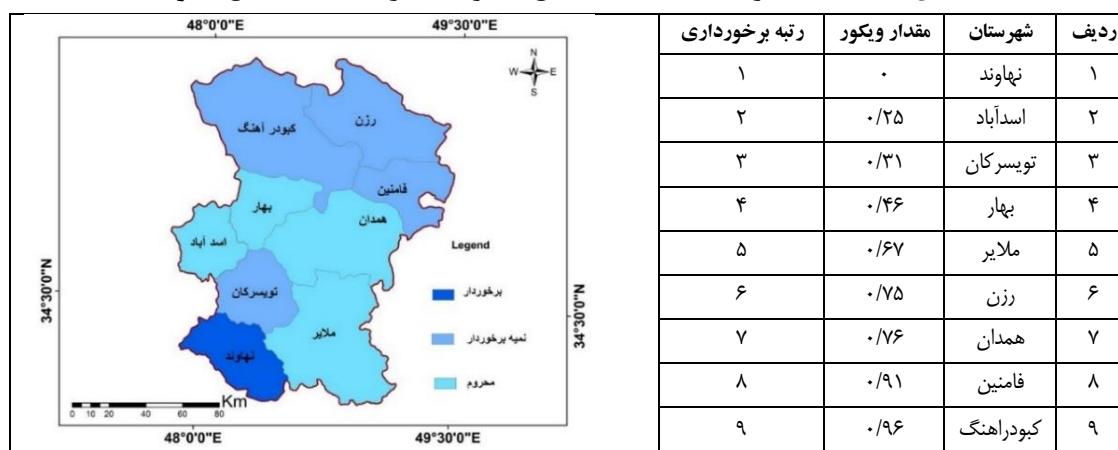 ردیف شهرستان مقدار ویکور رتبه برخورداری
۱ نهاوند ۰ ۱
۲ اسدآباد ۰/۲۵ ۲
۳ تویسرکان ۰/۳۱ ۳
۴ بهار ۰/۴۶ ۴
۵ ملایر ۰/۶۷ ۵
۶ رزن ۰/۷۵ ۶
۷ همدان ۰/۷۶ ۷
۸ فامنین ۰/۹۱ ۸
۹ کبودراهنگ ۰/۹۶ ۹
48°0'0"E 49°30'0"E
N
W E
S
رزن
کبودر آهنگ
فامنین
بهار
همدان
اسد آباد
تویسرکان
ملایر
نهاوند
Legend
برخوردار
نمیه برخوردار
محروم
34°30'0"N
34°30'0"N
Km
0 10 20 40 60 80
48°0'0"E 49°30'0"E